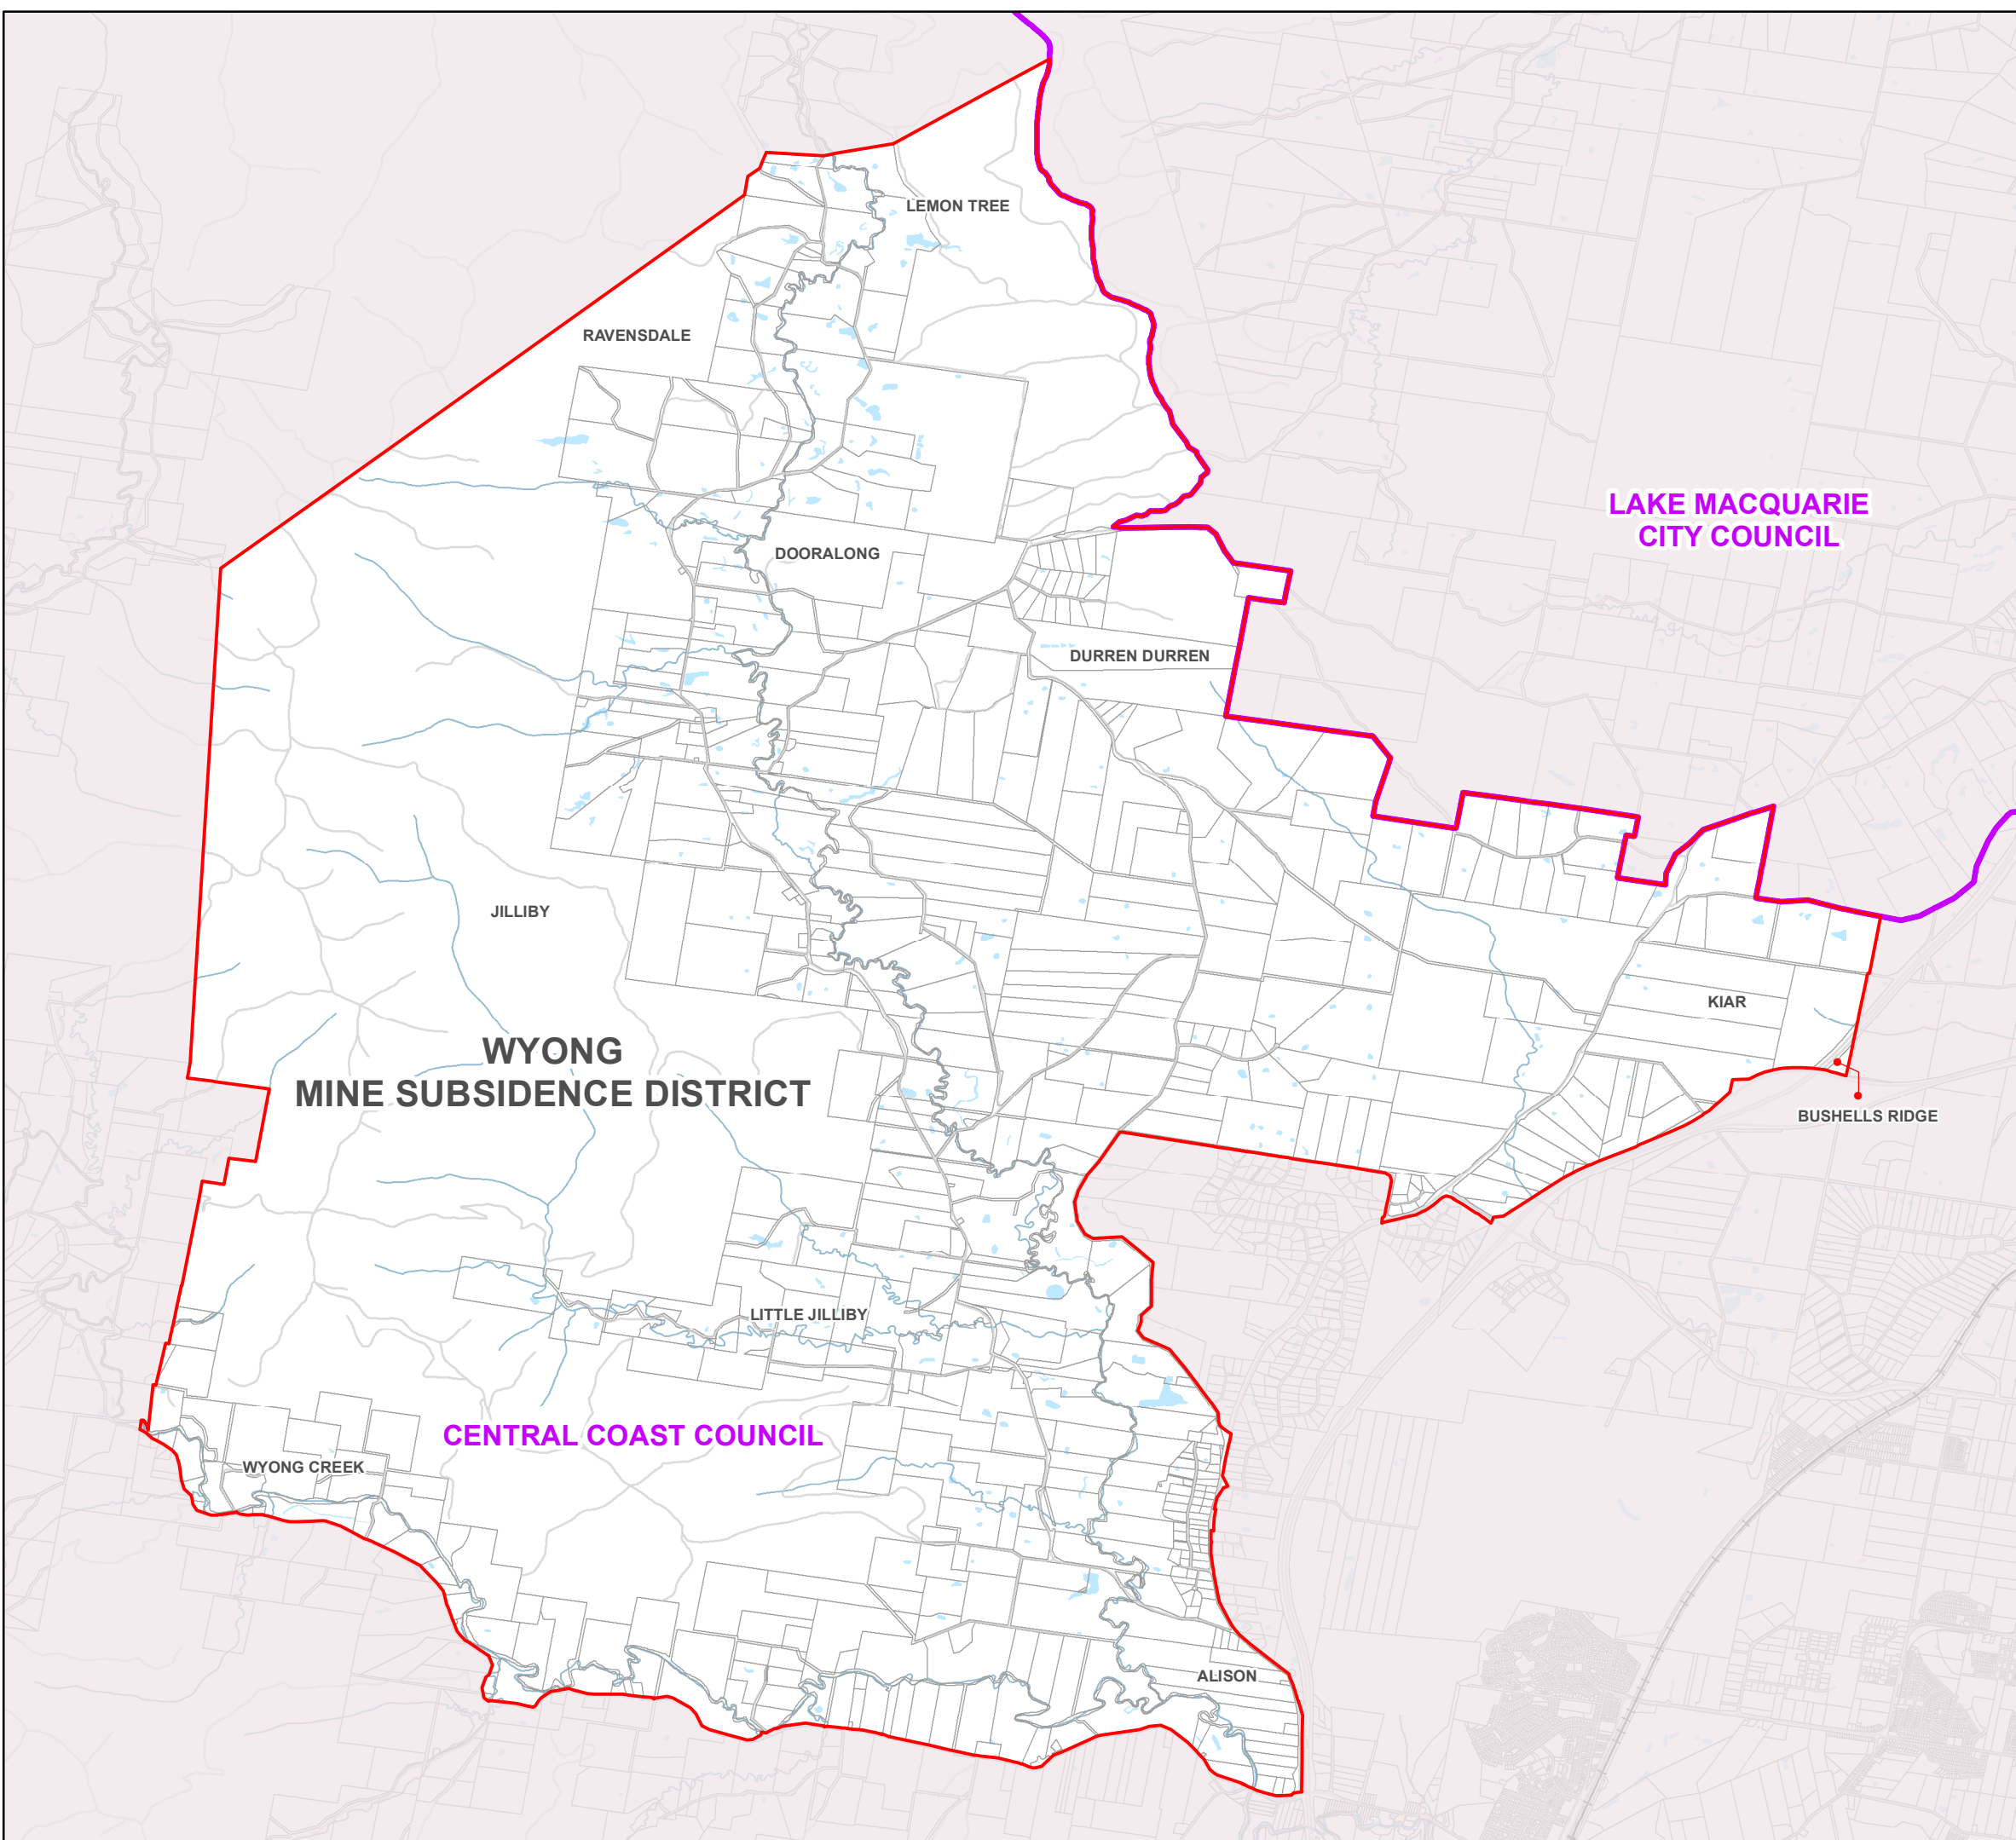 LEMON TREE
RAVENSDALE
LAKE MACQUARIE
CITY COUNCIL
DOORALONG
DURREN DURREN
JILLIBY
KIAR
WYONG
MINE SUBSIDENCE DISTRICT
BUSHELLS RIDGE
LITTLE JILLIBY
CENTRAL COAST COUNCIL
WYONG CREEK
ALISON